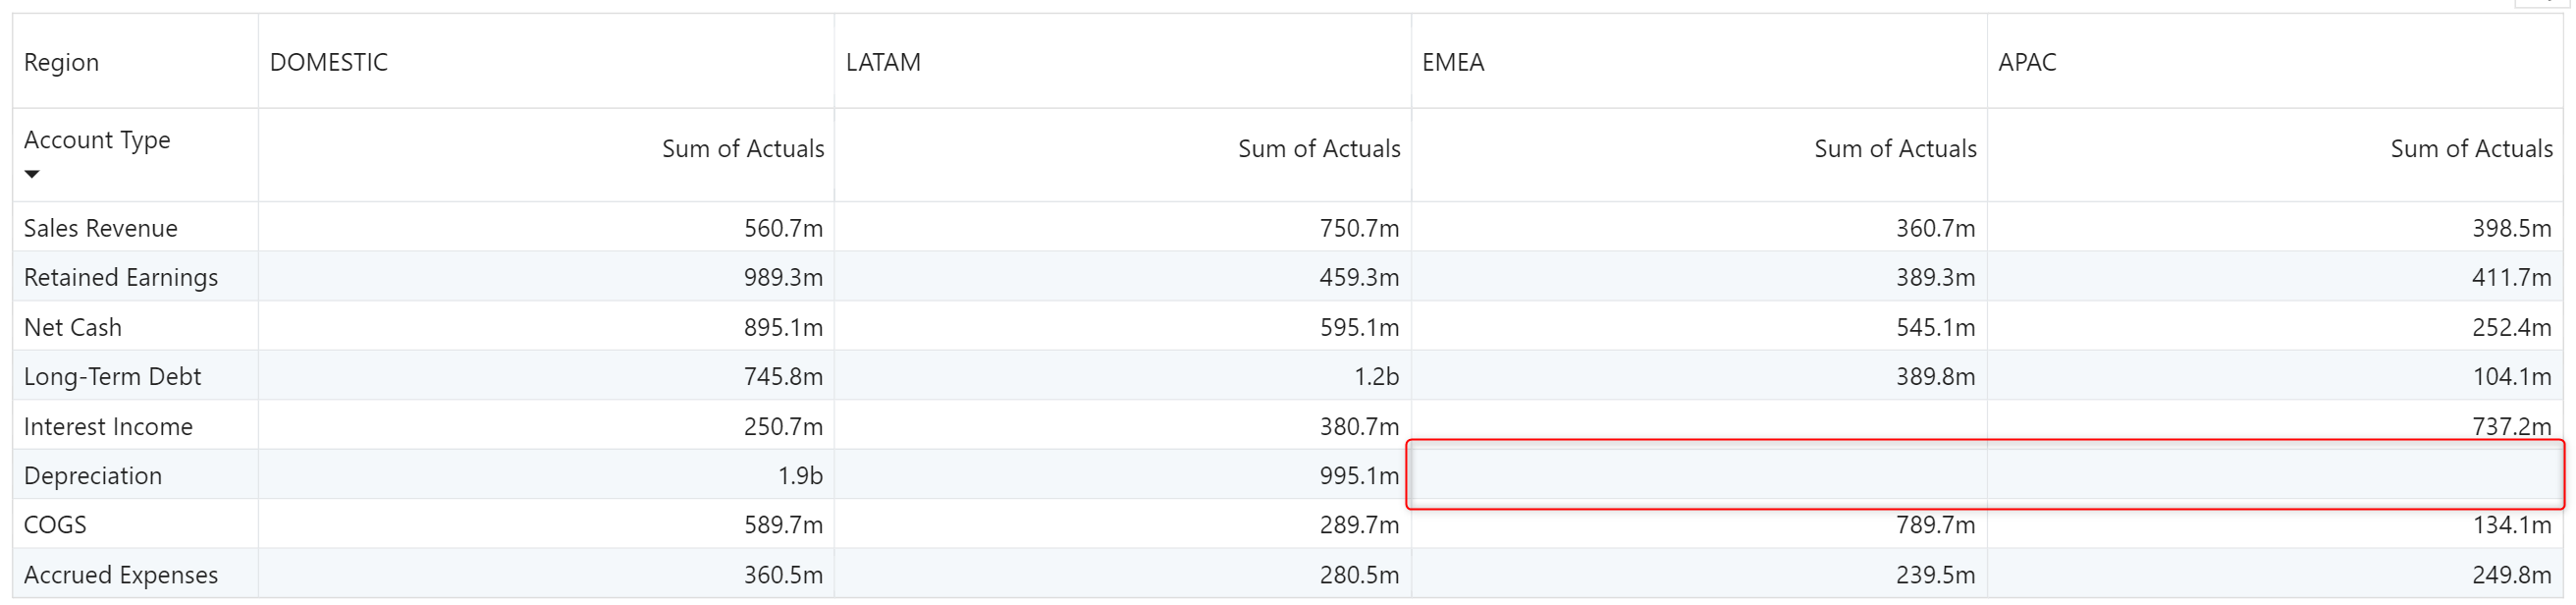 Region DOMESTIC LATAM EMEA APAC
Account Type Sum of Actuals Sum of Actuals Sum of Actuals Sum of Actuals
Sales Revenue 560.7m 750.7m 360.7m 398.5m
Retained Earnings 989.3m 459.3m 389.3m 411.7m
Net Cash 895.1m 595.1m 545.1m 252.4m
Long-Term Debt 745.8m 1.2b 389.8m 104.1m
Interest Income 250.7m 380.7m 737.2m
Depreciation 1.9b 995.1m
COGS 589.7m 289.7m 789.7m 134.1m
Accrued Expenses 360.5m 280.5m 239.5m 249.8m